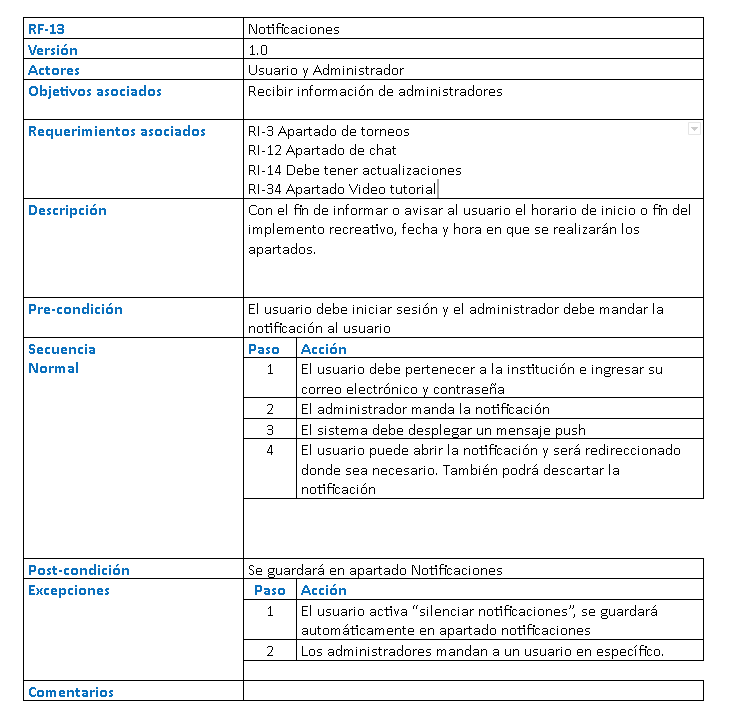 RF-13 Notificaciones
Versión 1.0
Actores Usuario y Administrador
Objetivos asociados Recibir información de administradores
Requerimientos asociados RI-3 Apartado de torneos
RI-12 Apartado de chat
RI-14 Debe tener actualizaciones
RI-34 Apartado Video tutorial
Descripción Con el fin de informar o avisar al usuario el horario de inicio o fin del
implemento recreativo, fecha y hora en que se realizarán los
apartados.
Pre-condición El usuario debe iniciar sesión y el administrador debe mandar la
notificación al usuario
Secuencia Paso Acción
Normal 1 El usuario debe pertenecer a la institución e ingresar su
correo electrónico y contraseña
2 El administrador manda la notificación
3 El sistema debe desplegar un mensaje push
4 El usuario puede abrir la notificación y será redireccionado
donde sea necesario. También podrá descartar la
notificación
Post-condición Se guardará en apartado Notificaciones
Excepciones Paso Acción
1 El usuario activa “silenciar notificaciones”, se guardará
automáticamente en apartado notificaciones
2 Los administradores mandan a un usuario en específico.
Comentarios